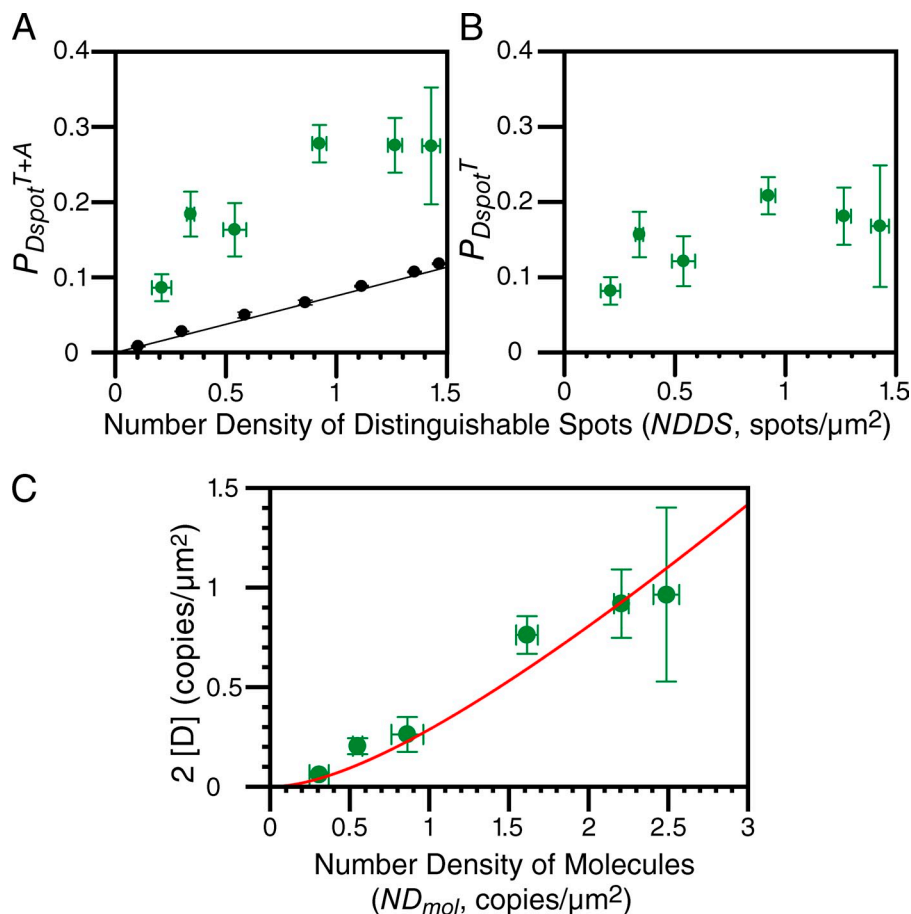 A
B
0.4
0.3
0.2
0.1
0
P_Dspot^T+A
0 0.5 1 1.5
0.4
0.3
0.2
0.1
0
P_Dspot^T
0 0.5 1 1.5
Number Density of Distinguishable Spots (NDDS, spots/µm²)
C
1.5
1
0.5
0
2 [D] (copies/µm²)
0 0.5 1 1.5 2 2.5 3
Number Density of Molecules
(ND_mol, copies/µm²)